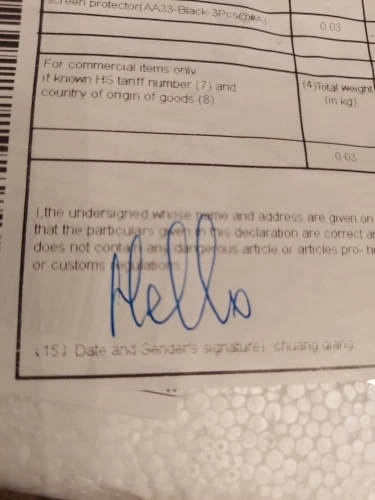 screen protector(AA33-Black-3Pcs@#A)
0.03
For commercial items only
if known HS tariff number (7) and
country of origin of goods (8)
(4)Total weight
(in kg)
0.03
I,the undersigned whose name and address are given on
that the particulars given in this declaration are correct
does not contain any dangerous article or articles pro-
or customs regulations
Hello
(15) Date and Sender's signature: chuang qiang